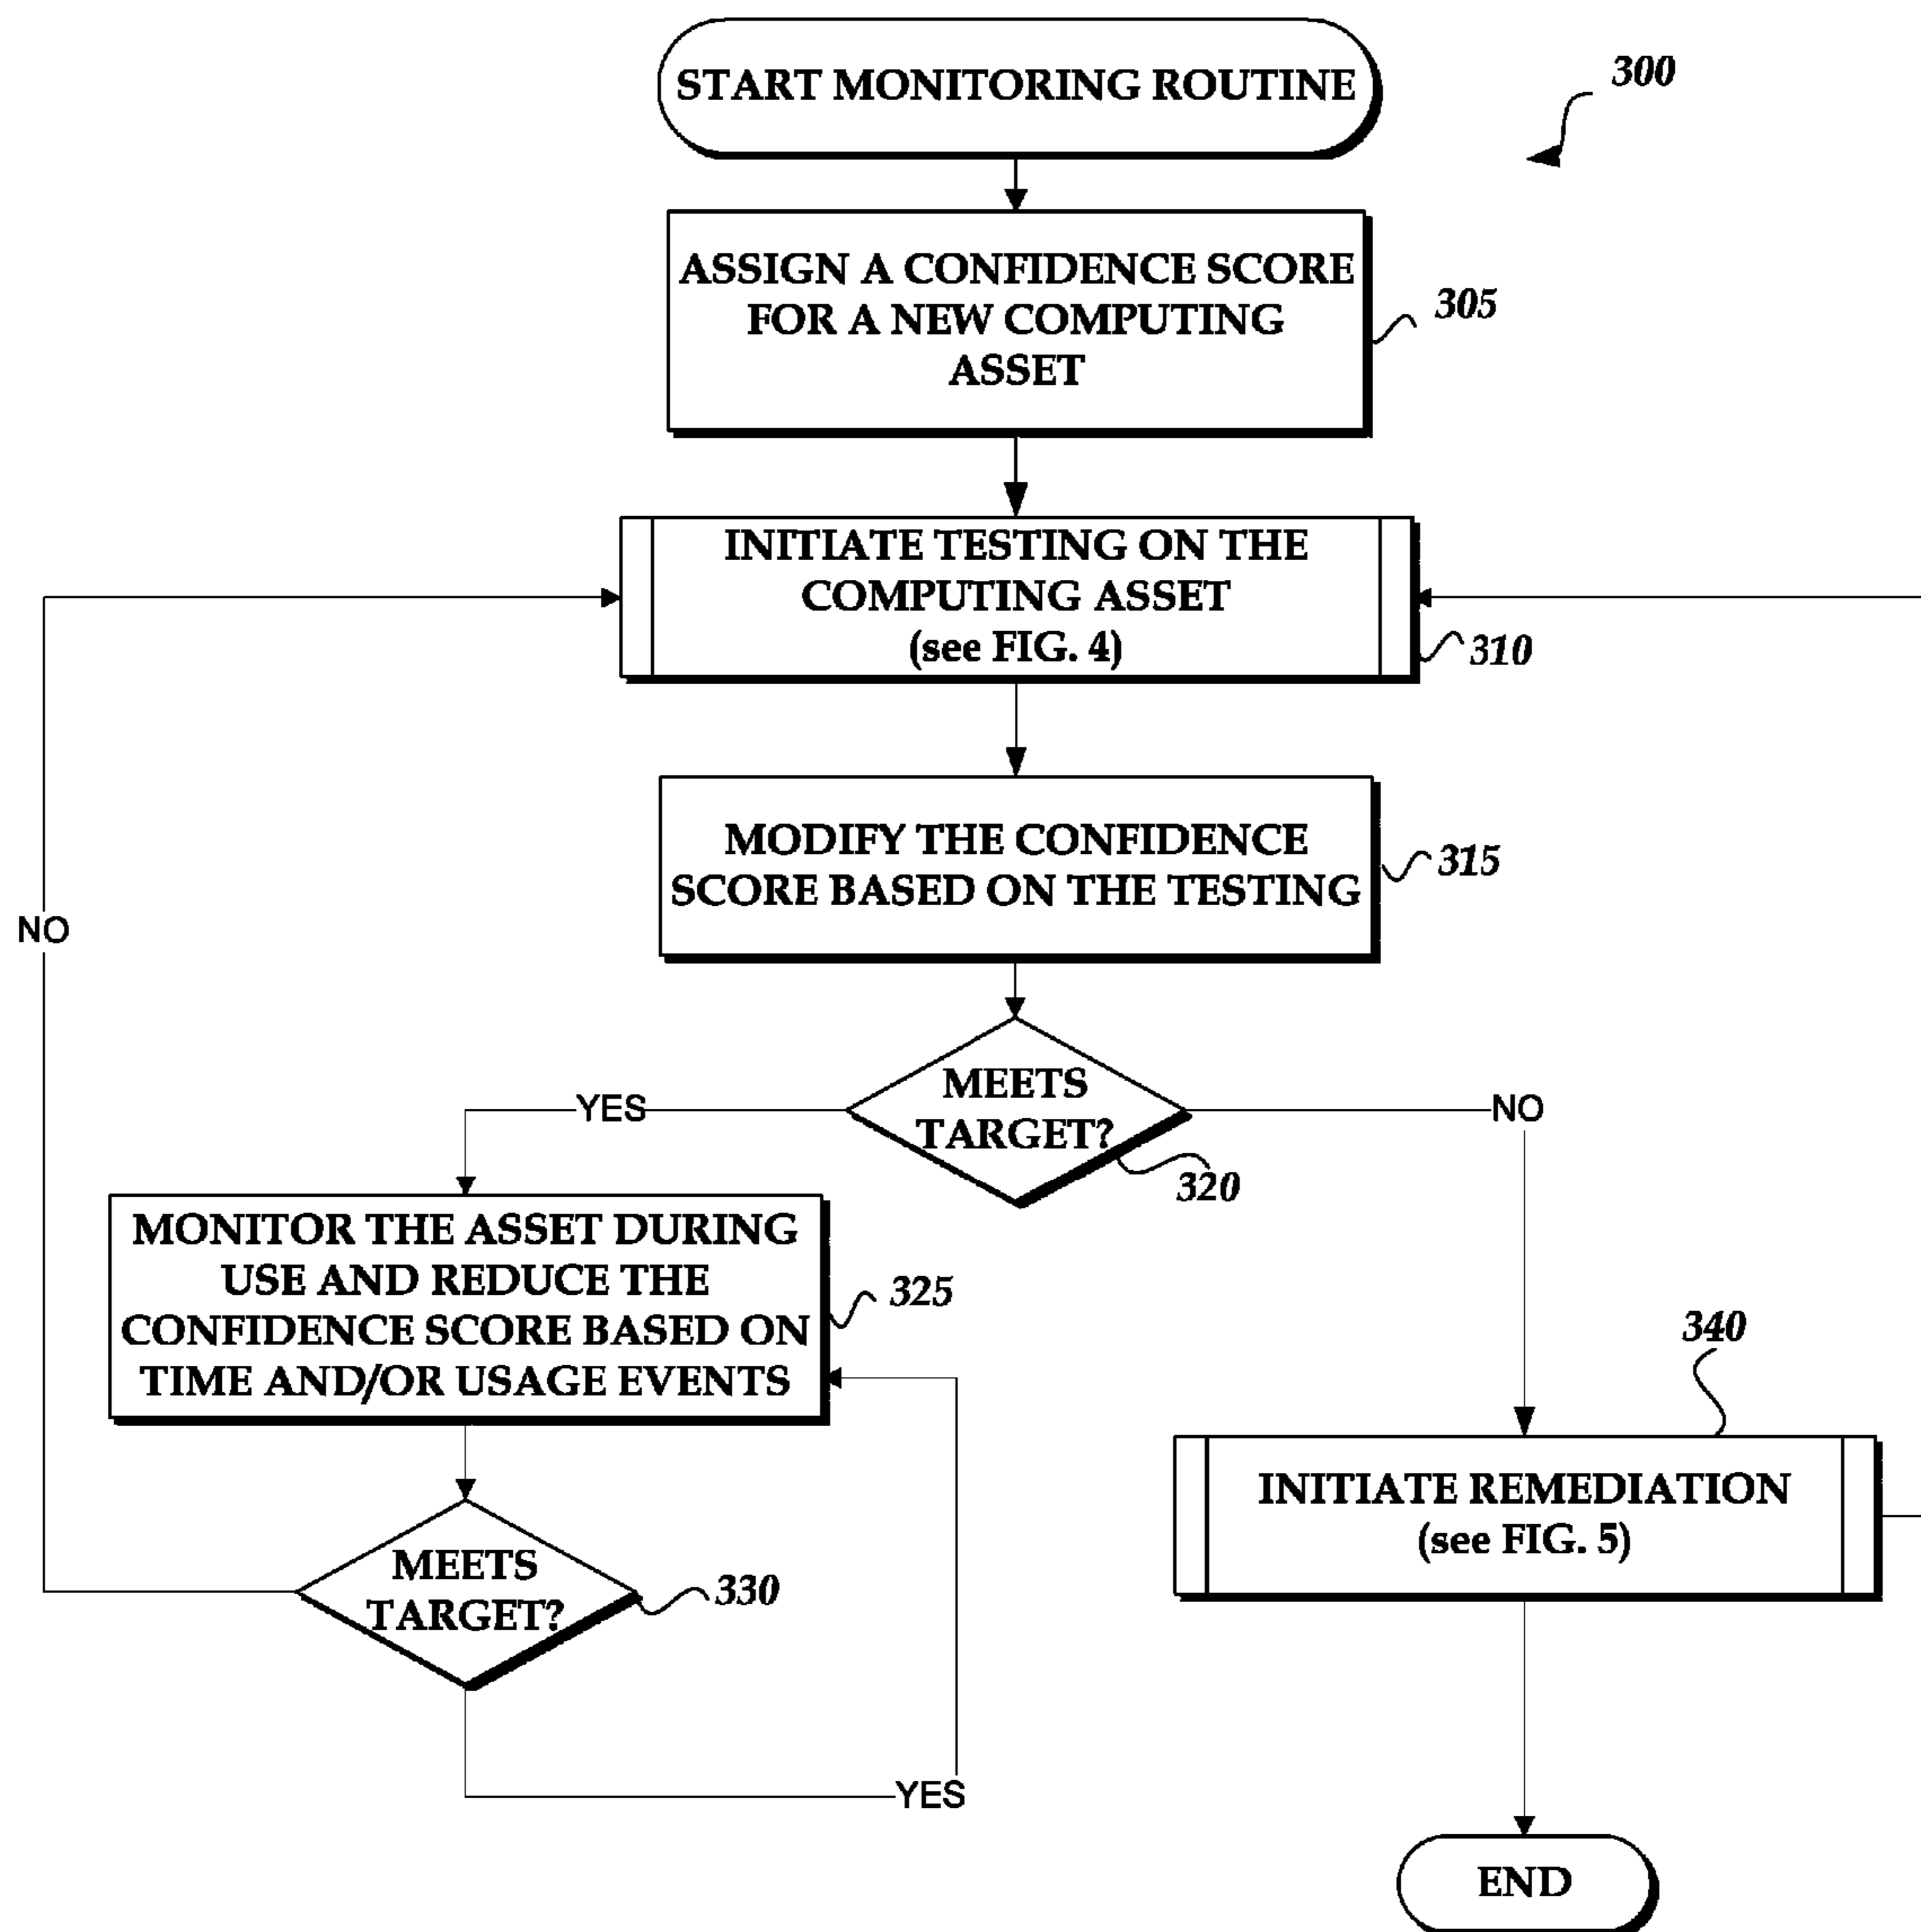 START MONITORING ROUTINE
300
ASSIGN A CONFIDENCE SCORE
FOR A NEW COMPUTING
ASSET
305
INITIATE TESTING ON THE
COMPUTING ASSET
(see FIG. 4)
310
MODIFY THE CONFIDENCE
SCORE BASED ON THE TESTING
315
NO
MEETS
TARGET?
320
YES
NO
MONITOR THE ASSET DURING
USE AND REDUCE THE
CONFIDENCE SCORE BASED ON
TIME AND/OR USAGE EVENTS
325
340
INITIATE REMEDIATION
(see FIG. 5)
MEETS
TARGET?
330
YES
END